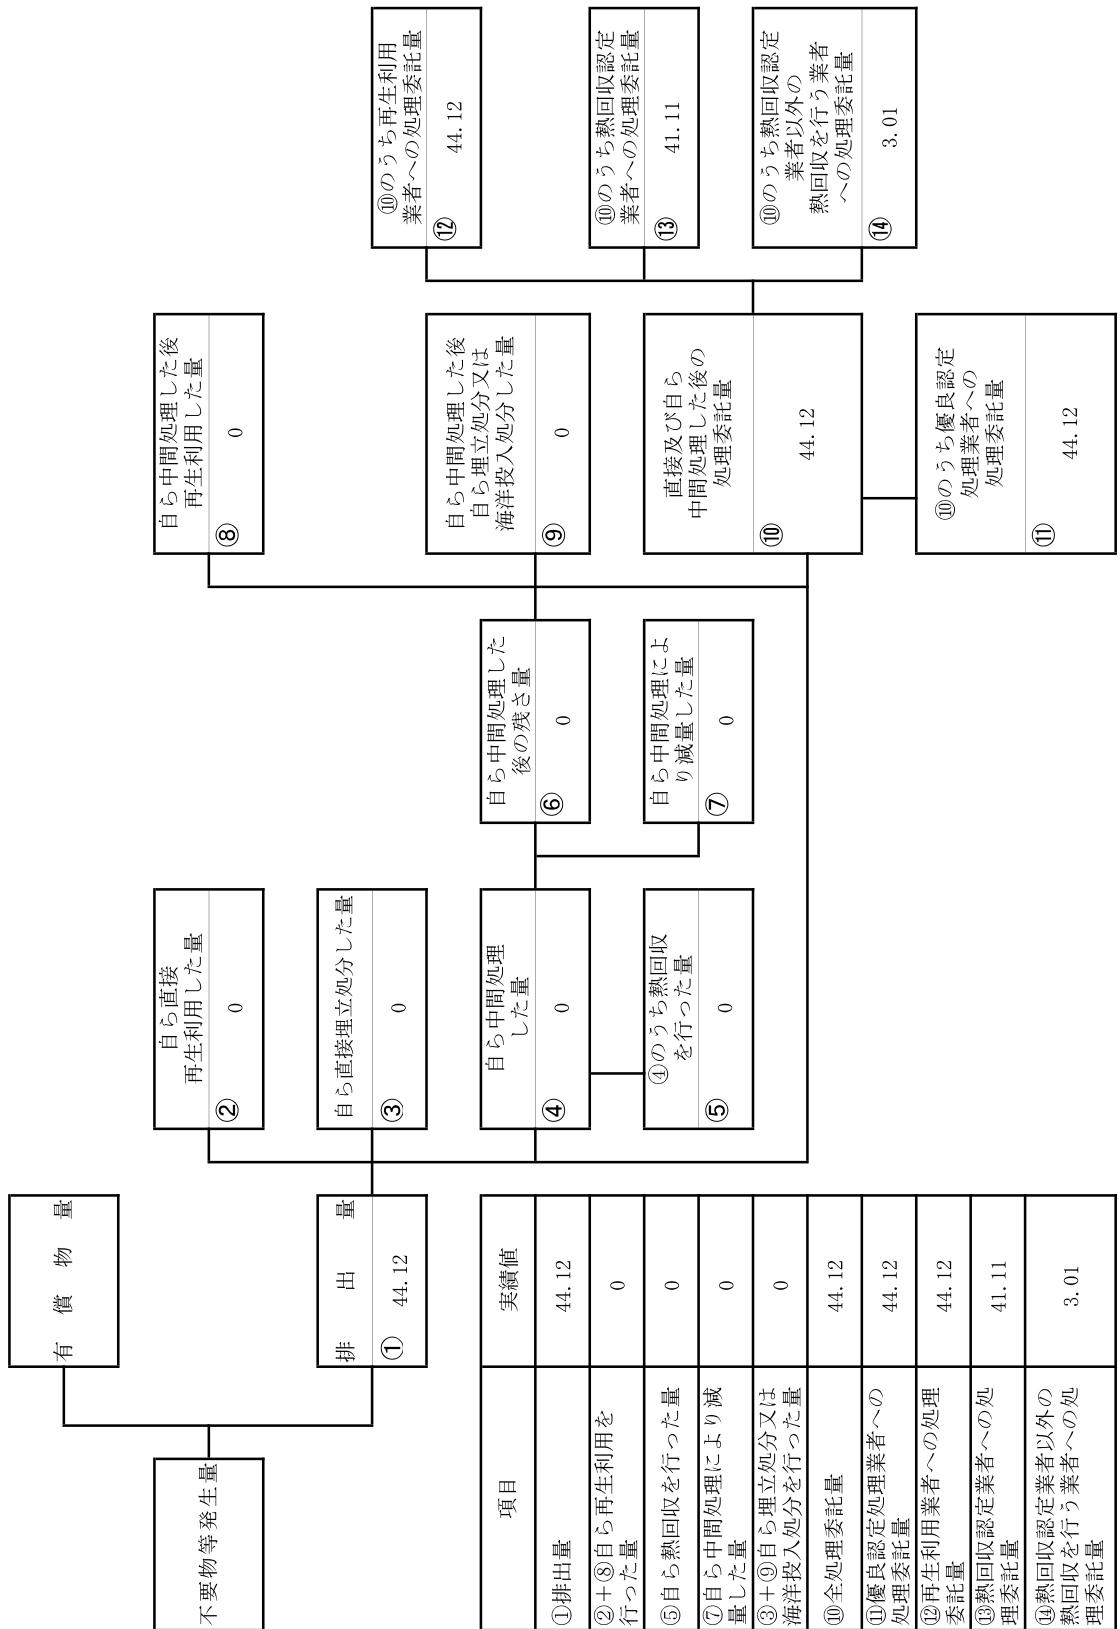 有償物量
不要物等発生量
排出量
①
44.12
自ら直接
再生利用した量
②
0
自ら直接埋立処分した量
③
0
自ら中間処理
した量
④
0
④のうち熱回収
を行った量
⑤
0
自ら中間処理した
後の残さ量
⑥
0
自ら中間処理によ
り減量した量
⑦
0
自ら中間処理した後
再生利用した量
⑧
0
自ら中間処理した後
自ら埋立処分又は
海洋投入処分した量
⑨
0
直接及び自ら
中間処理した後の
処理委託量
⑩
44.12
⑩のうち優良認定
処理業者への
処理委託量
⑪
44.12
⑩のうち再生利用
業者への処理委託量
⑫
44.12
⑩のうち熱回収認定
業者への処理委託量
⑬
41.11
⑩のうち熱回収認定
業者以外の
熱回収を行う業者
への処理委託量
⑭
3.01
項目
実績値
①排出量
44.12
②+⑧自ら再生利用を
行った量
0
⑤自ら熱回収を行った量
0
⑦自ら中間処理により減
量した量
0
③+⑨自ら埋立処分又は
海洋投入処分を行った量
0
⑩全処理委託量
44.12
⑪優良認定処理業者への
処理委託量
44.12
⑫再生利用業者への処理
委託量
44.12
⑬熱回収認定業者への処
理委託量
41.11
⑭熱回収認定業者以外の
熱回収を行う業者への処
理委託量
3.01